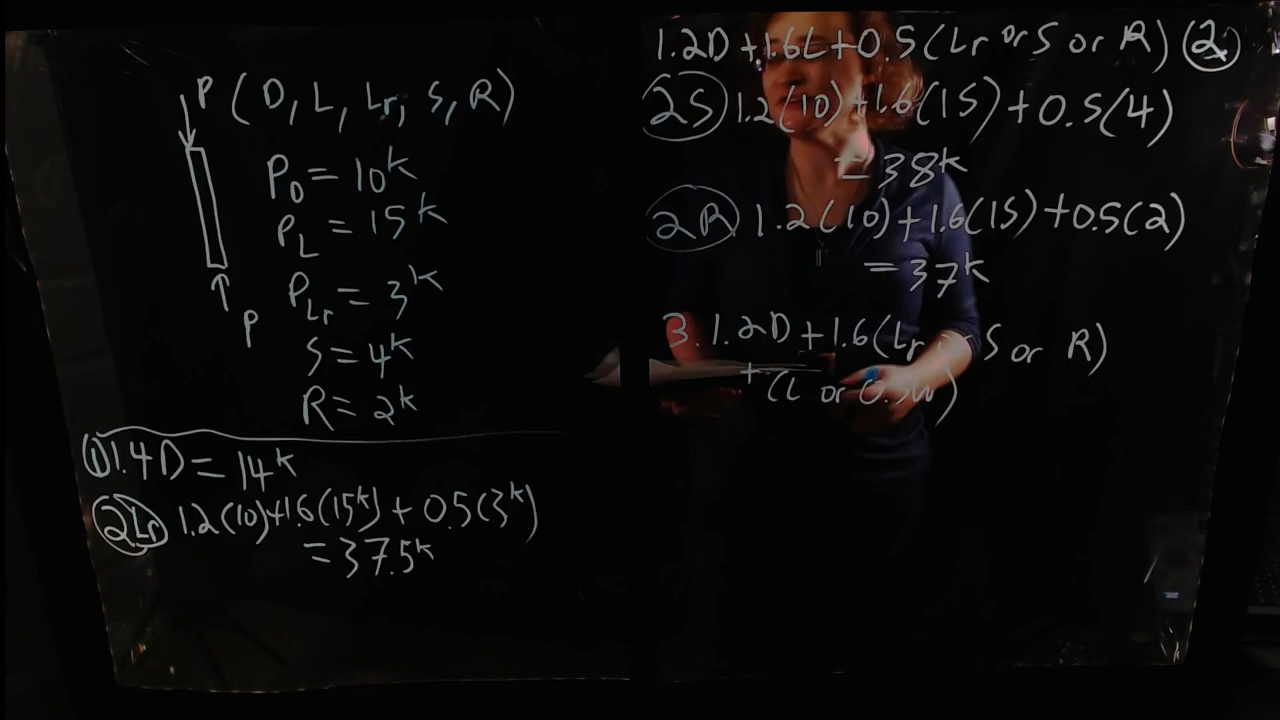 P (D, L, Lr, S, R)
P_D = 10^k
P_L = 15^k
P_Lr = 3^k
P
S = 4^k
R = 2^k
① 1.4D = 14^k
2Lr 1.2(10)+1.6(15^k) + 0.5(3^k)
= 37.5^k
1.2D+1.6L+0.5(Lr or S or R) ②
2S 1.2(10)+1.6(15)+0.5(4)
= 38^k
2R 1.2(10)+1.6(15)+0.5(2)
= 37^k
3. 1.2D+1.6(Lr or S or R)
+(L or 0.5W)